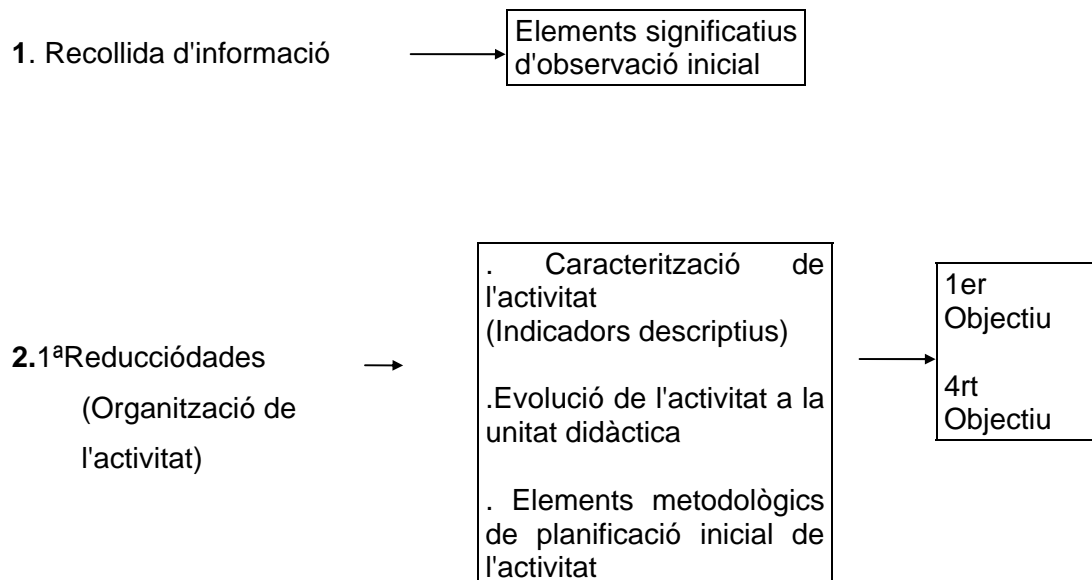 1. Recollida d'informació
Elements significatius
d'observació inicial
2.1ªReducciódades
(Organització de
l'activitat)
. Caracterització de
l'activitat
(Indicadors descriptius)
.Evolució de l'activitat a la
unitat didàctica
. Elements metodològics
de planificació inicial de
l'activitat
1er
Objectiu
4rt
Objectiu